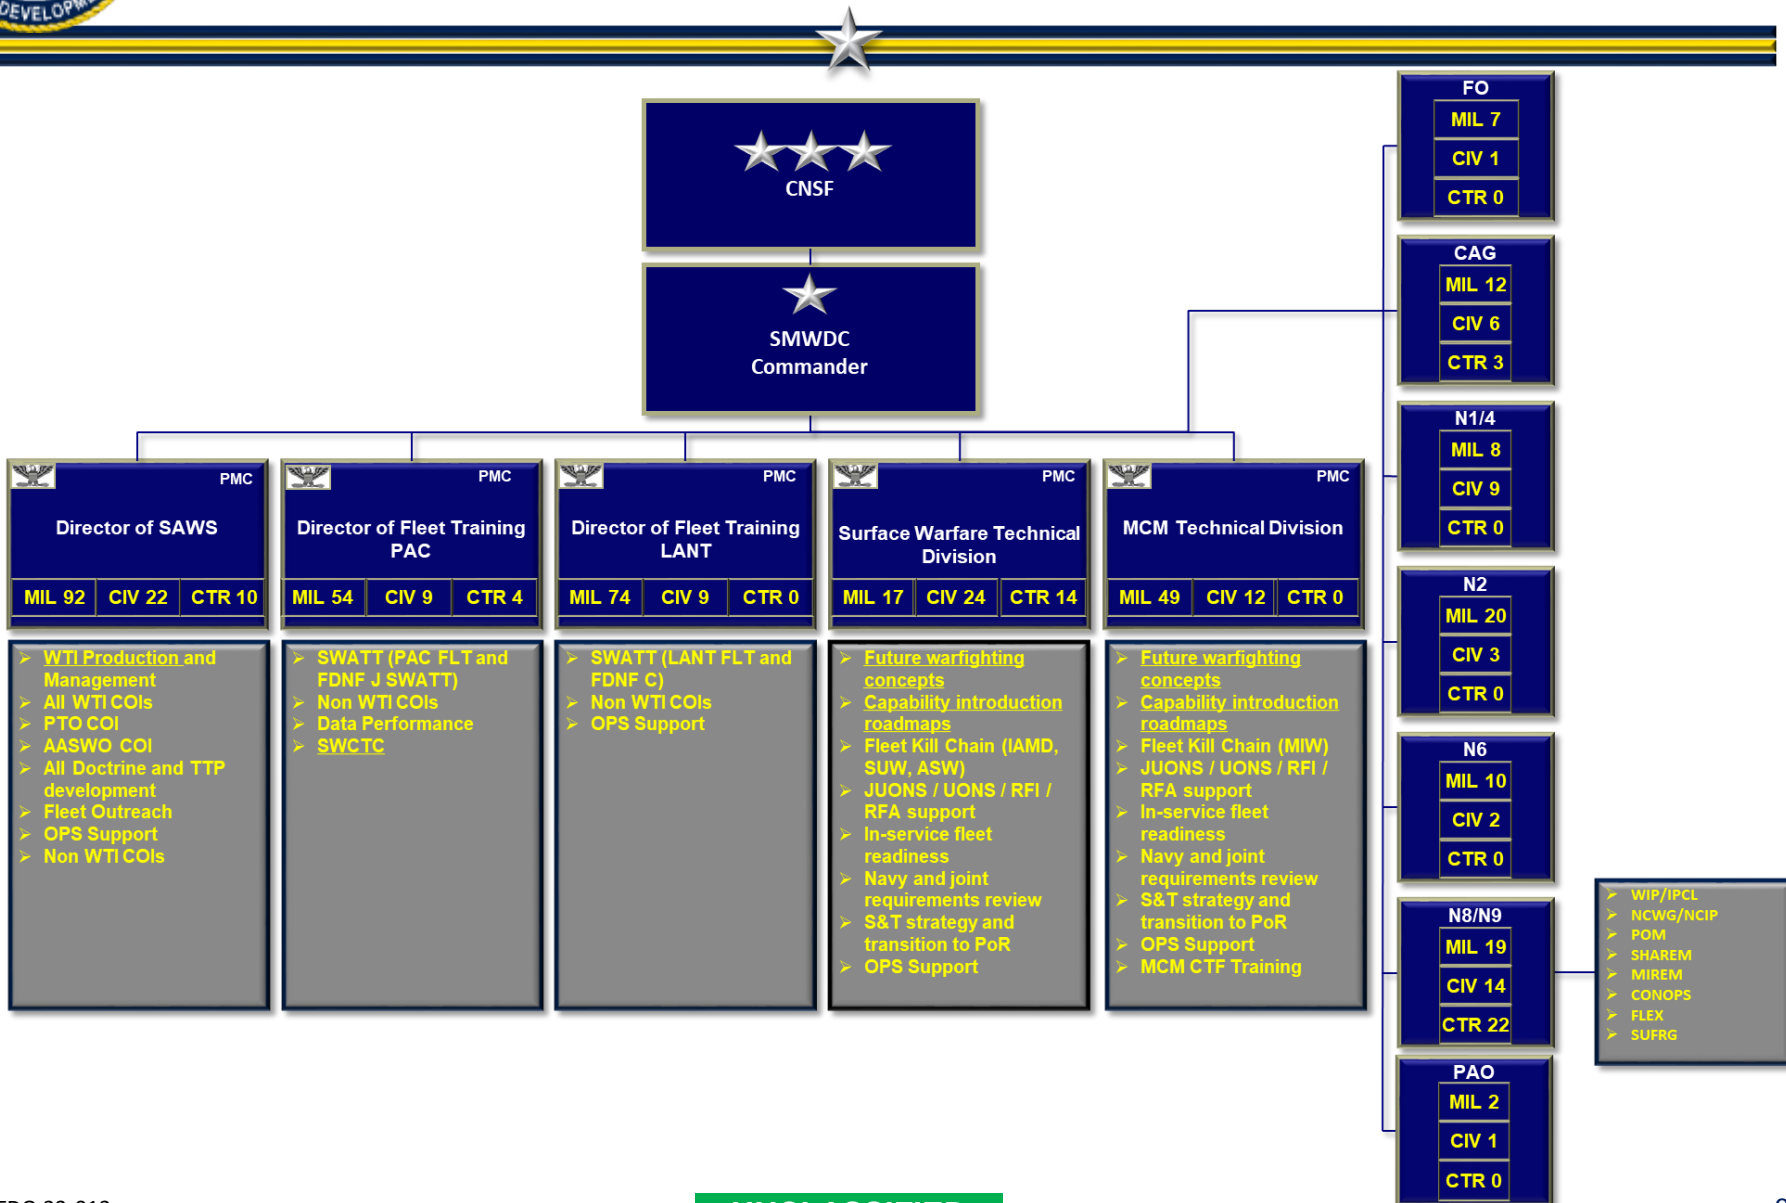 DEVELOPME
CNSF
SMWDC
Commander
PMC
Director of SAWS
MIL 92 CIV 22 CTR 10
WTI Production and
Management
All WTI COIs
PTO COI
AASWO COI
All Doctrine and TTP
development
Fleet Outreach
OPS Support
Non WTI COIs
PMC
Director of Fleet Training
PAC
MIL 54 CIV 9 CTR 4
SWATT (PAC FLT and
FDNF J SWATT)
Non WTI COIs
Data Performance
SWCTC
PMC
Director of Fleet Training
LANT
MIL 74 CIV 9 CTR 0
SWATT (LANT FLT and
FDNF C)
Non WTI COIs
OPS Support
PMC
Surface Warfare Technical
Division
MIL 17 CIV 24 CTR 14
Future warfighting
concepts
Capability introduction
roadmaps
Fleet Kill Chain (IAMD,
SUW, ASW)
JUONS / UONS / RFI /
RFA support
In-service fleet
readiness
Navy and joint
requirements review
S&T strategy and
transition to PoR
OPS Support
PMC
MCM Technical Division
MIL 49 CIV 12 CTR 0
Future warfighting
concepts
Capability introduction
roadmaps
Fleet Kill Chain (MIW)
JUONS / UONS / RFI /
RFA support
In-service fleet
readiness
Navy and joint
requirements review
S&T strategy and
transition to PoR
OPS Support
MCM CTF Training
FO
MIL 7
CIV 1
CTR 0
CAG
MIL 12
CIV 6
CTR 3
N1/4
MIL 8
CIV 9
CTR 0
N2
MIL 20
CIV 3
CTR 0
N6
MIL 10
CIV 2
CTR 0
N8/N9
MIL 19
CIV 14
CTR 22
WIP/IPCL
NCWG/NCIP
POM
SHAREM
MIREM
CONOPS
FLEX
SUFRG
PAO
MIL 2
CIV 1
CTR 0
UNCLASSIFIED